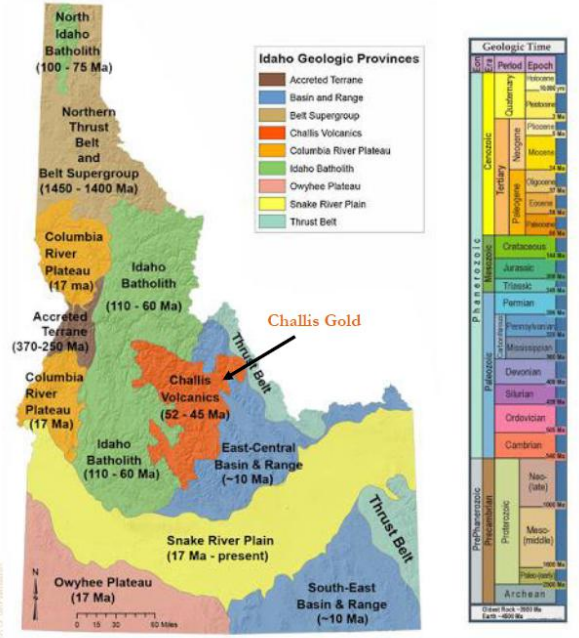 North
Idaho
Batholith
(100 - 75 Ma)
Northern
Thrust
Belt
and
Belt Supergroup
(1450 - 1400 Ma)
Columbia
River
Plateau
(17 ma)
Idaho
Batholith
(110 - 60 Ma)
Accreted
Terrane
(370-250 Ma)
Columbia
River
Plateau
(17 Ma)
Challis
Volcanics
(52 - 45 Ma)
Thrust Belt
Challis Gold
Idaho
Batholith
(110 - 60 Ma)
East-Central
Basin & Range
(~10 Ma)
Snake River Plain
(17 Ma - present)
Thrust Belt
Owyhee Plateau
(17 Ma)
South-East
Basin & Range
(~10 Ma)
N
0 15 30 60 Miles
Idaho Geologic Provinces
Accreted Terrane
Basin and Range
Belt Supergroup
Challis Volcanics
Columbia River Plateau
Idaho Batholith
Owyhee Plateau
Snake River Plain
Thrust Belt
Geologic Time
Eon Era Period Epoch
Phanerozoic
Cenozoic
Quaternary
Holocene
Tertiary
Neogene
Pliocene
Miocene
Paleogene
Oligocene
Eocene
Paleocene
Mesozoic
Cretaceous
Jurassic
Triassic
Paleozoic
Permian
Carboniferous
Pennsylvanian
Mississippian
Devonian
Silurian
Ordovician
Cambrian
PrePhanerozoic
Precambrian
Proterozoic
Neo-
(late)
Meso-
(middle)
Paleo-(early)
Archean